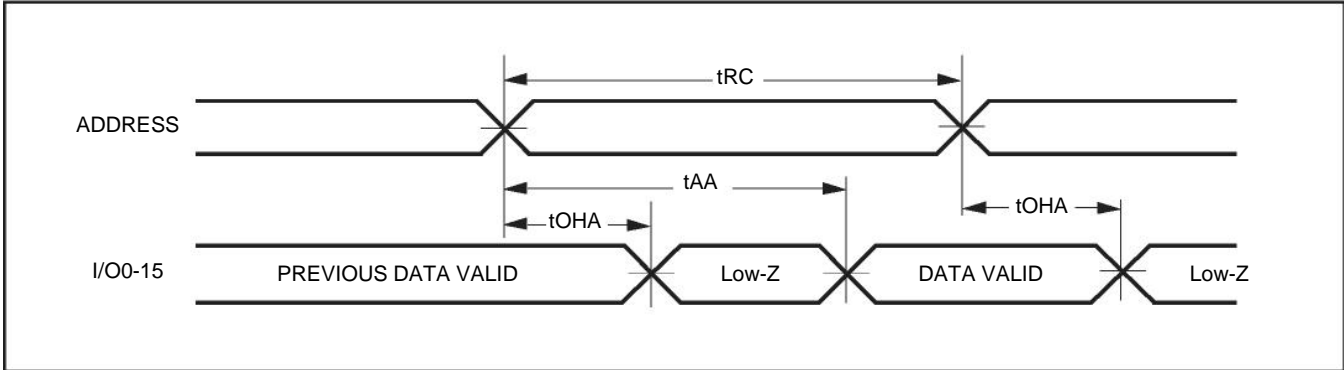 tRC
ADDRESS
tAA
tOHA
tOHA
I/O0-15
PREVIOUS DATA VALID
Low-Z
DATA VALID
Low-Z